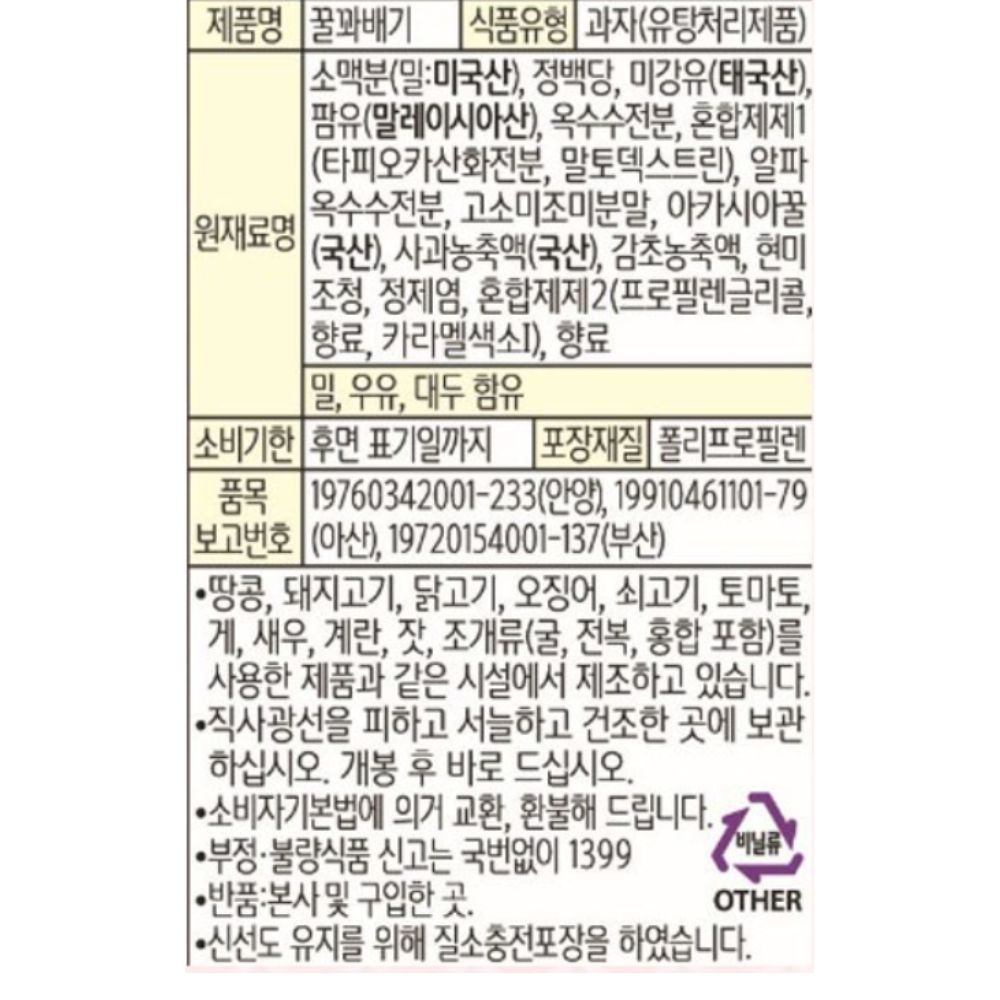 제품명 꿀꽈배기 식품유형 과자(유탕처리제품)
원재료명
소맥분(밀:미국산), 정백당, 미강유(태국산),
팜유(말레이시아산), 옥수수전분, 혼합제제1
(타피오카산화전분, 말토덱스트린), 알파
옥수수전분, 고소미조미분말, 아카시아꿀
(국산), 사과농축액(국산), 감초농축액, 현미
조청, 정제염, 혼합제제2(프로필렌글리콜,
향료, 카라멜색소I), 향료
밀, 우유, 대두 함유
소비기한 후면 표기일까지 포장재질 폴리프로필렌
품목
보고번호
19760342001-233(안양), 19910461101-79
(아산), 19720154001-137(부산)
•땅콩, 돼지고기, 닭고기, 오징어, 쇠고기, 토마토,
게, 새우, 계란, 잣, 조개류(굴, 전복, 홍합 포함)를
사용한 제품과 같은 시설에서 제조하고 있습니다.
•직사광선을 피하고 서늘하고 건조한 곳에 보관
하십시오. 개봉 후 바로 드십시오.
•소비자기본법에 의거 교환, 환불해 드립니다.
•부정·불량식품 신고는 국번없이 1399
•반품:본사 및 구입한 곳.
•신선도 유지를 위해 질소충전포장을 하였습니다.
비닐류
OTHER